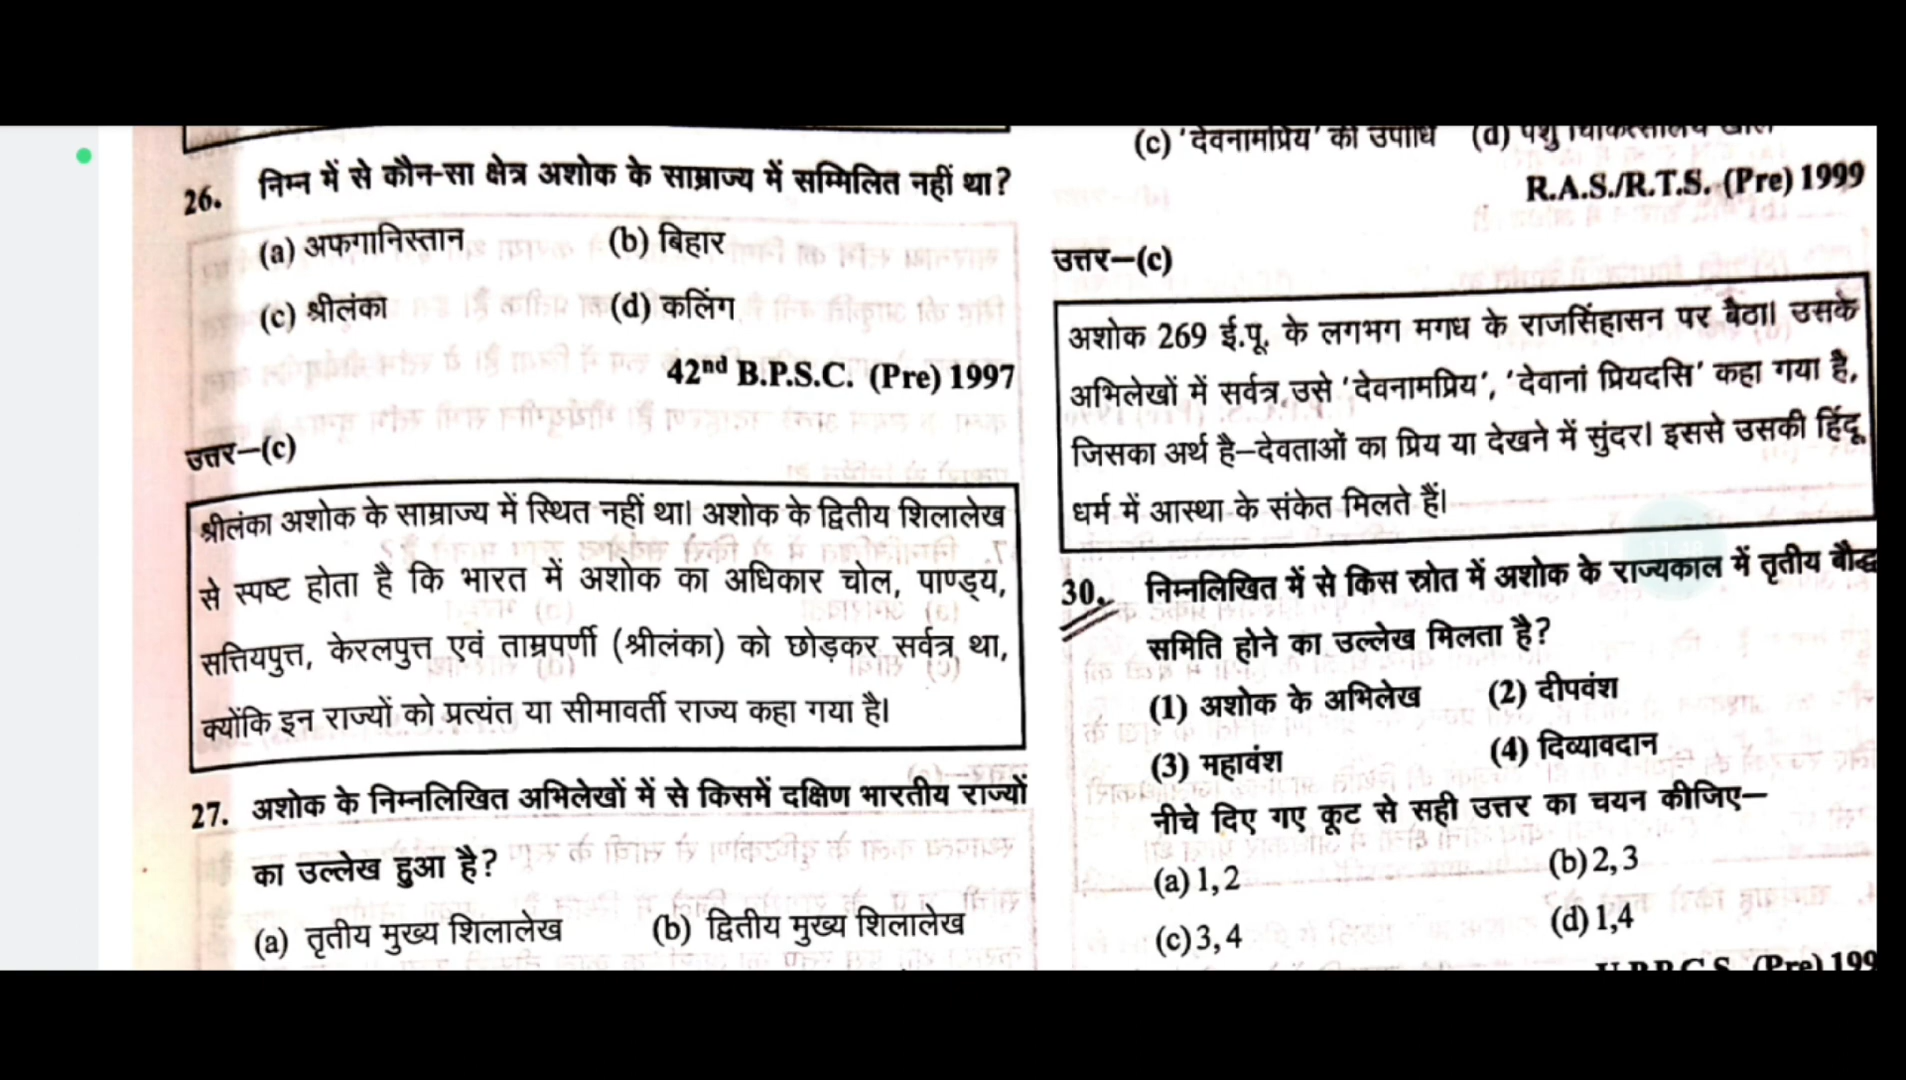 26. निम्न में से कौन-सा क्षेत्र अशोक के साम्राज्य में सम्मिलित नहीं था?
(a) अफगानिस्तान (b) बिहार
(c) श्रीलंका (d) कलिंग
42nd B.P.S.C. (Pre) 1997
उत्तर–(c)
श्रीलंका अशोक के साम्राज्य में स्थित नहीं था। अशोक के द्वितीय शिलालेख
से स्पष्ट होता है कि भारत में अशोक का अधिकार चोल, पाण्ड्य,
सत्तियपुत्त, केरलपुत्त एवं ताम्रपर्णी (श्रीलंका) को छोड़कर सर्वत्र था,
क्योंकि इन राज्यों को प्रत्यंत या सीमावर्ती राज्य कहा गया है।
27. अशोक के निम्नलिखित अभिलेखों में से किसमें दक्षिण भारतीय राज्यों
का उल्लेख हुआ है?
(a) तृतीय मुख्य शिलालेख (b) द्वितीय मुख्य शिलालेख
(c) 'देवनामप्रिय' की उपाधि (d) पशु
R.A.S./R.T.S. (Pre) 1999
उत्तर–(c)
अशोक 269 ई.पू. के लगभग मगध के राजसिंहासन पर बैठा। उसके
अभिलेखों में सर्वत्र उसे 'देवनामप्रिय', 'देवानां प्रियदसि' कहा गया है,
जिसका अर्थ है–देवताओं का प्रिय या देखने में सुंदर। इससे उसकी हिंदू
धर्म में आस्था के संकेत मिलते हैं।
30. निम्नलिखित में से किस स्रोत में अशोक के राज्यकाल में तृतीय बौद्ध
समिति होने का उल्लेख मिलता है?
(1) अशोक के अभिलेख (2) दीपवंश
(3) महावंश (4) दिव्यावदान
नीचे दिए गए कूट से सही उत्तर का चयन कीजिए–
(a) 1, 2 (b) 2, 3
(c) 3, 4 (d) 1,4
(Pre) 199